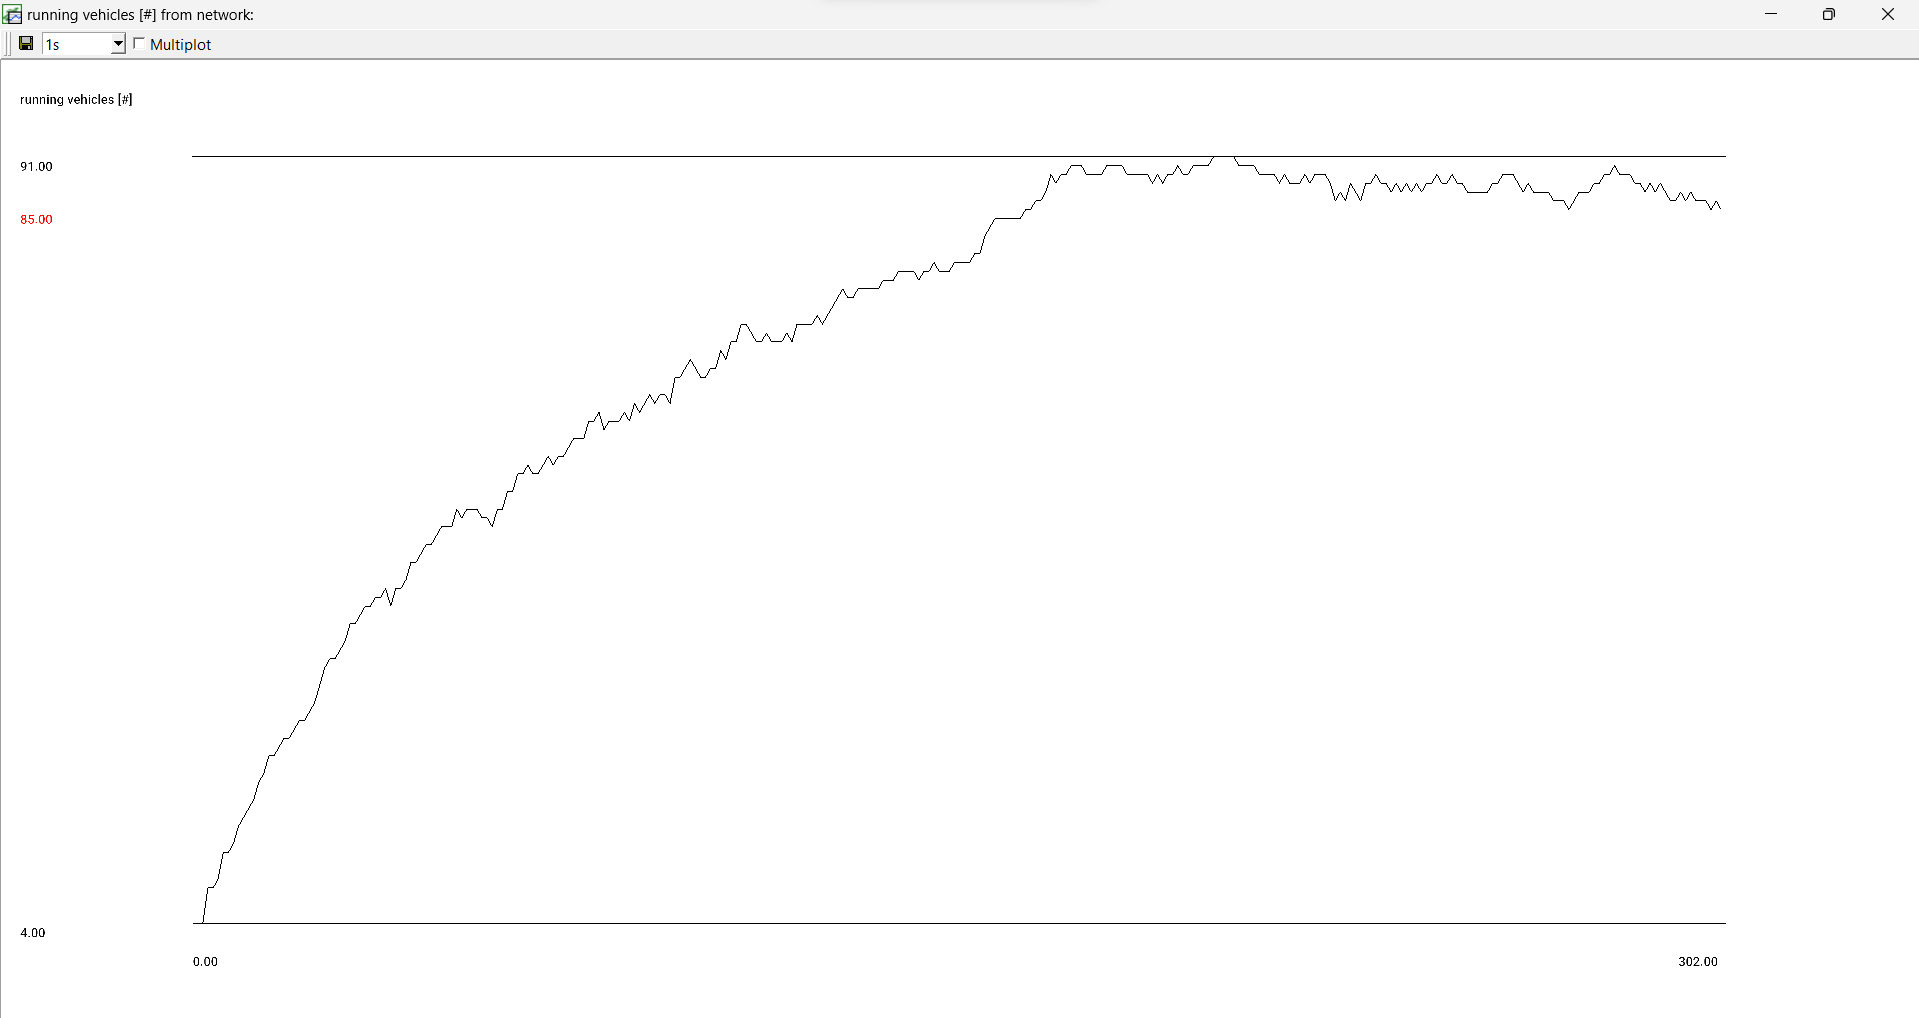 running vehicles [#] from network:
1s Multiplot
running vehicles [#]
91.00
85.00
4.00
0.00 302.00